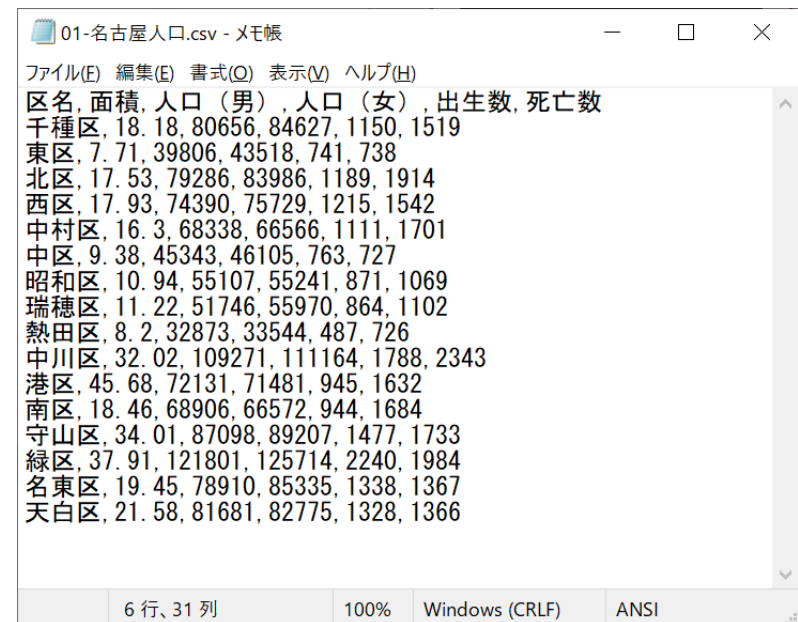 01-名古屋人口.csv - メモ帳
ファイル(F) 編集(E) 書式(O) 表示(V) ヘルプ(H)
区名,面積,人口（男）,人口（女）,出生数,死亡数
千種区,18.18,80656,84627,1150,1519
東区,7.71,39806,43518,741,738
北区,17.53,79286,83986,1189,1914
西区,17.93,74390,75729,1215,1542
中村区,16.3,68338,66566,1111,1701
中区,9.38,45343,46105,763,727
昭和区,10.94,55107,55241,871,1069
瑞穂区,11.22,51746,55970,864,1102
熱田区,8.2,32873,33544,487,726
中川区,32.02,109271,111164,1788,2343
港区,45.68,72131,71481,945,1632
南区,18.46,68906,66572,944,1684
守山区,34.01,87098,89207,1477,1733
緑区,37.91,121801,125714,2240,1984
名東区,19.45,78910,85335,1338,1367
天白区,21.58,81681,82775,1328,1366
6 行、31 列 100% Windows (CRLF) ANSI